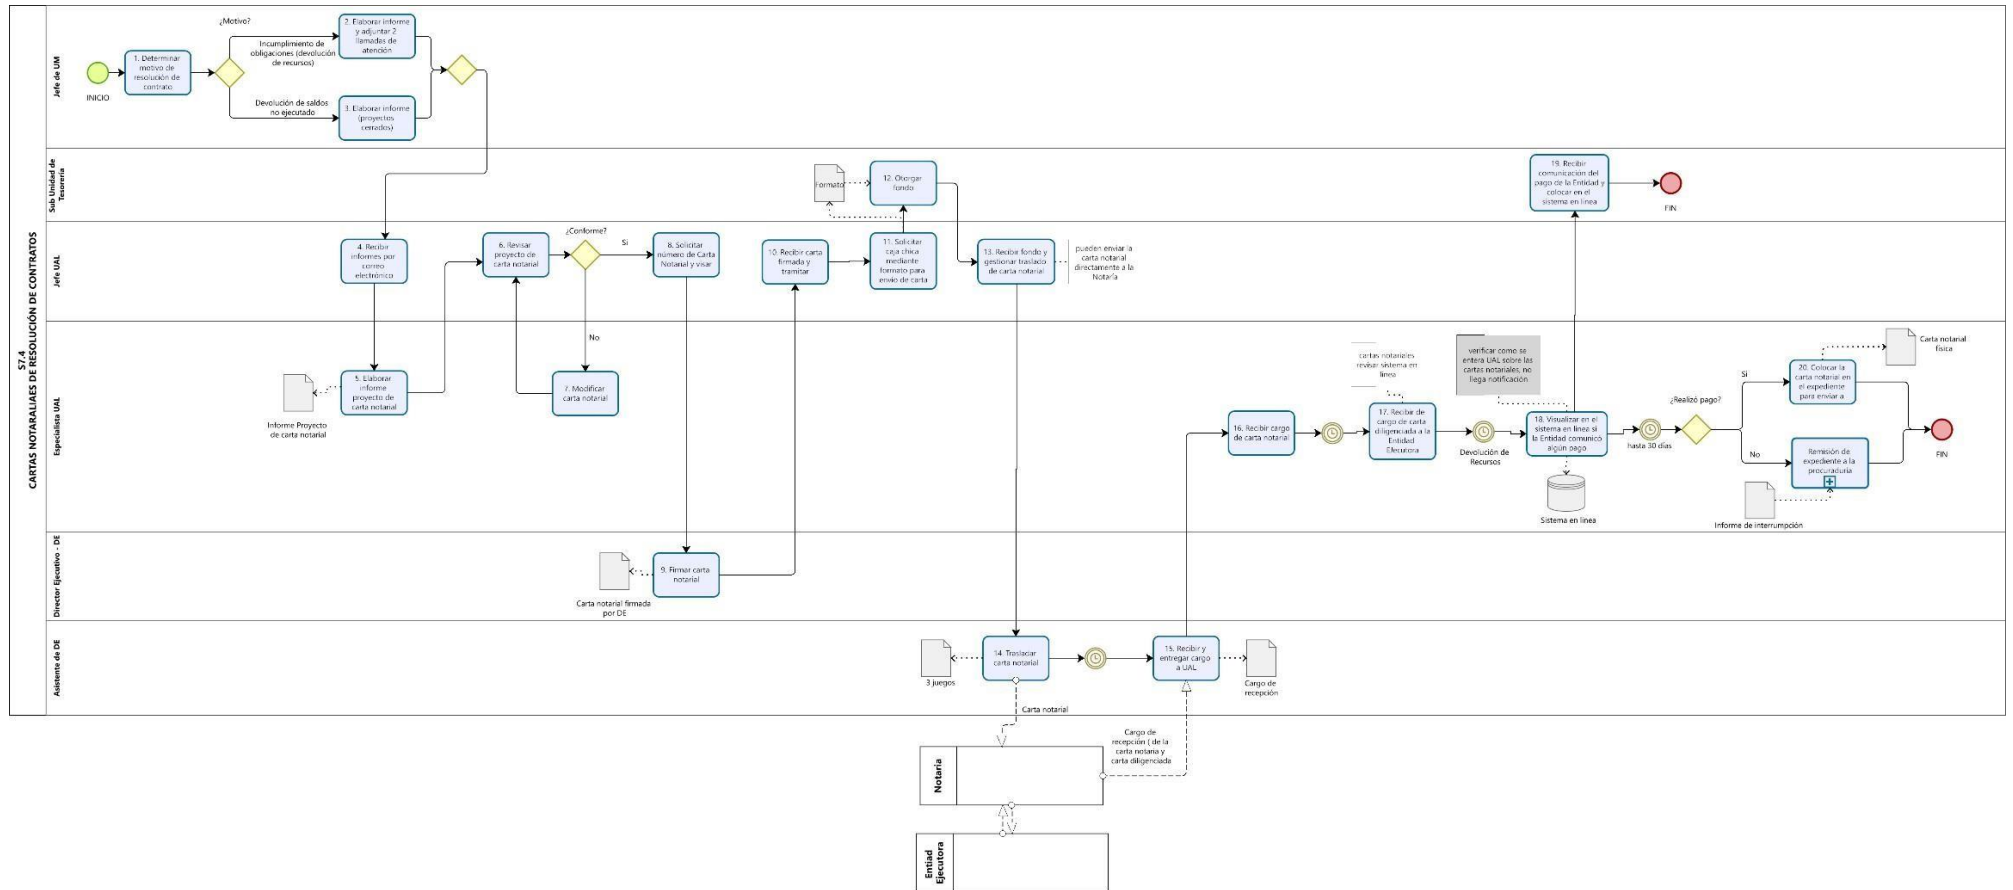 S7.4
CARTAS NOTARALIAES DE RESOLUCIÓN DE CONTRATOS
Jefe de UM
INICIO
1. Determinar
motivo de
resolución de
contrato
¿Motivo?
Incumplimiento de
obligaciones (devolución
de recursos)
Devolución de saldos
no ejecutado
2. Elaborar informe
y adjuntar 2
llamadas de
atención
3. Elaborar informe
(proyectos
cerrados)
Sub Unidad de
Tesorería
Formato
12. Otorgar
fondo
19. Recibir
comunicación del
pago de la Entidad y
colocar en el
sistema en linea
FIN
Jefe UAL
4. Recibir
informes por
correo
electrónico
6. Revisar
proyecto de
carta notarial
¿Conforme?
Si
8. Solicitar
número de Carta
Notarial y visar
10. Recibir carta
firmada y
tramitar
11. Solicitar
caja chica
mediante
formato para
envío de carta
13. Recibir fondo y
gestionar traslado
de carta notarial
pueden enviar la
carta notarial
directamente a la
Notaría
Especialista UAL
Informe Proyecto
de carta notarial
5. Elaborar
informe
proyecto de
carta notarial
No
7. Modificar
carta notarial
16. Recibir cargo
de carta notarial
cartas notariales
revisar sistema en
linea
17. Recibir de
cargo de carta
diligenciada a la
Entidad
Ejecutora
Devolución de
Recursos
verificar como se
entera UAL sobre las
cartas notariales, no
llega notificación
18. Visualizar en el
sistema en linea si
la Entidad comunicó
algún pago
Sistema en linea
hasta 30 días
¿Realizó pago?
Si
No
20. Colocar la
carta notarial en
el expediente
para enviar a
Carta notarial
física
Remisión de
expediente a la
procuraduría
Informe de interrumpción
FIN
Director Ejecutivo - DE
Carta notarial firmada
por DE
9. Firmar carta
notarial
Asistente de DE
3 juegos
14. Trasladar
carta notarial
15. Recibir y
entregar cargo
a UAL
Cargo de
recepción
Carta notarial
Cargo de
recepción ( de la
carta notaria y
carta diligenciada
Notaria
Entiad
Ejecutora